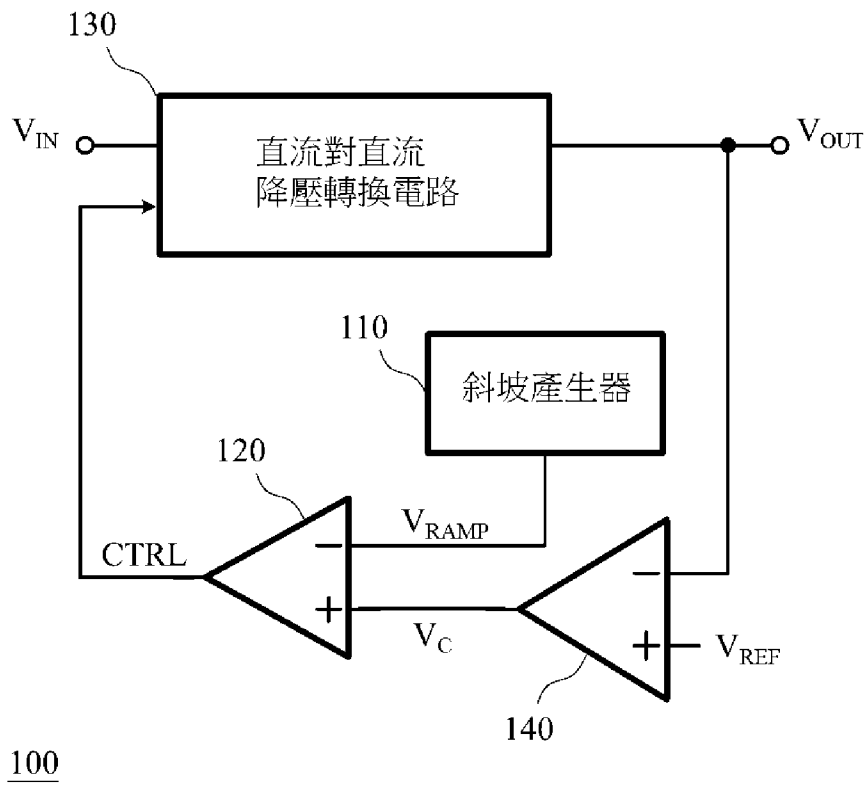 130
V_IN
直流對直流
降壓轉換電路
V_OUT
110
斜坡產生器
120
V_RAMP
CTRL
−
+
V_C
−
+
V_REF
140
100